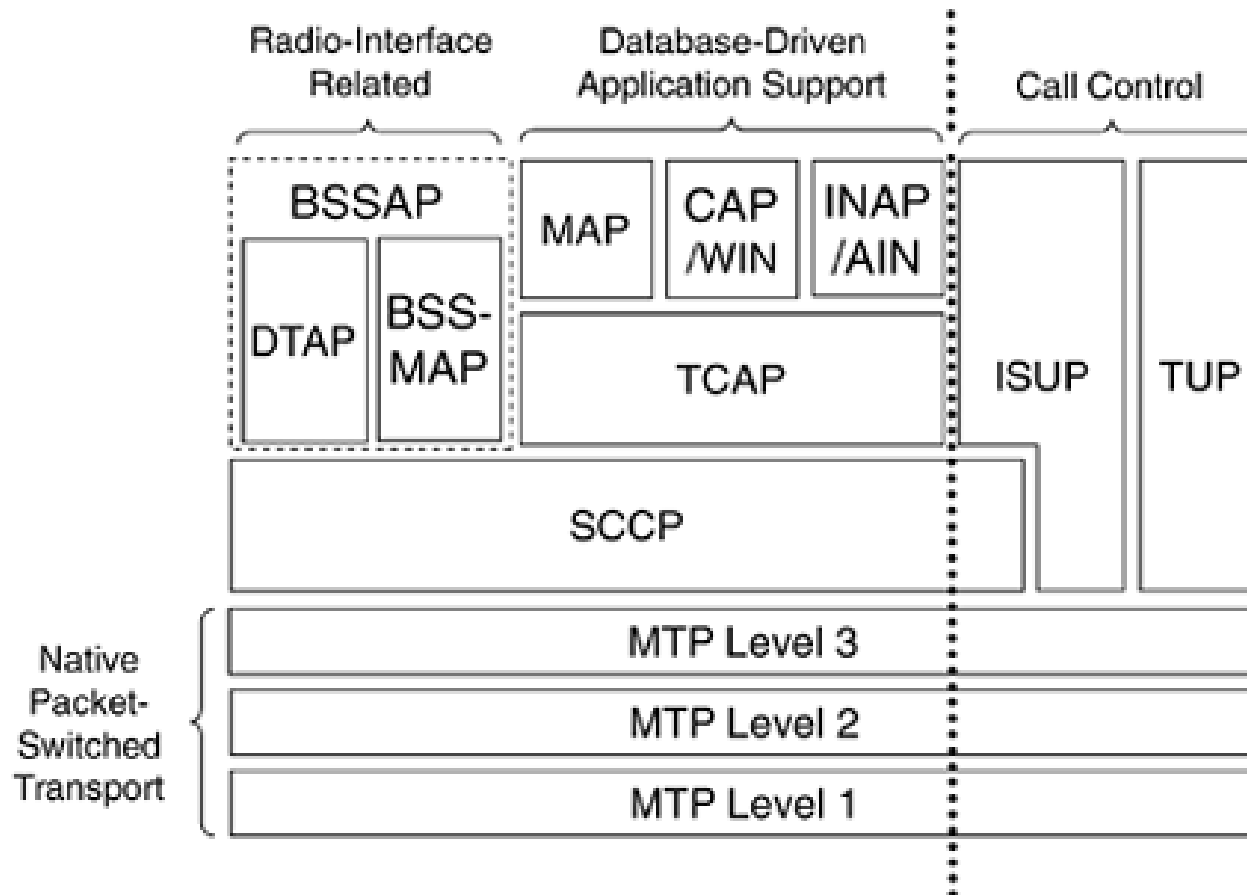 Radio-Interface
Related
Database-Driven
Application Support
Call Control
BSSAP
DTAP
BSS-
MAP
MAP
CAP
/WIN
INAP
/AIN
TCAP
ISUP
TUP
SCCP
Native
Packet-
Switched
Transport
MTP Level 3
MTP Level 2
MTP Level 1